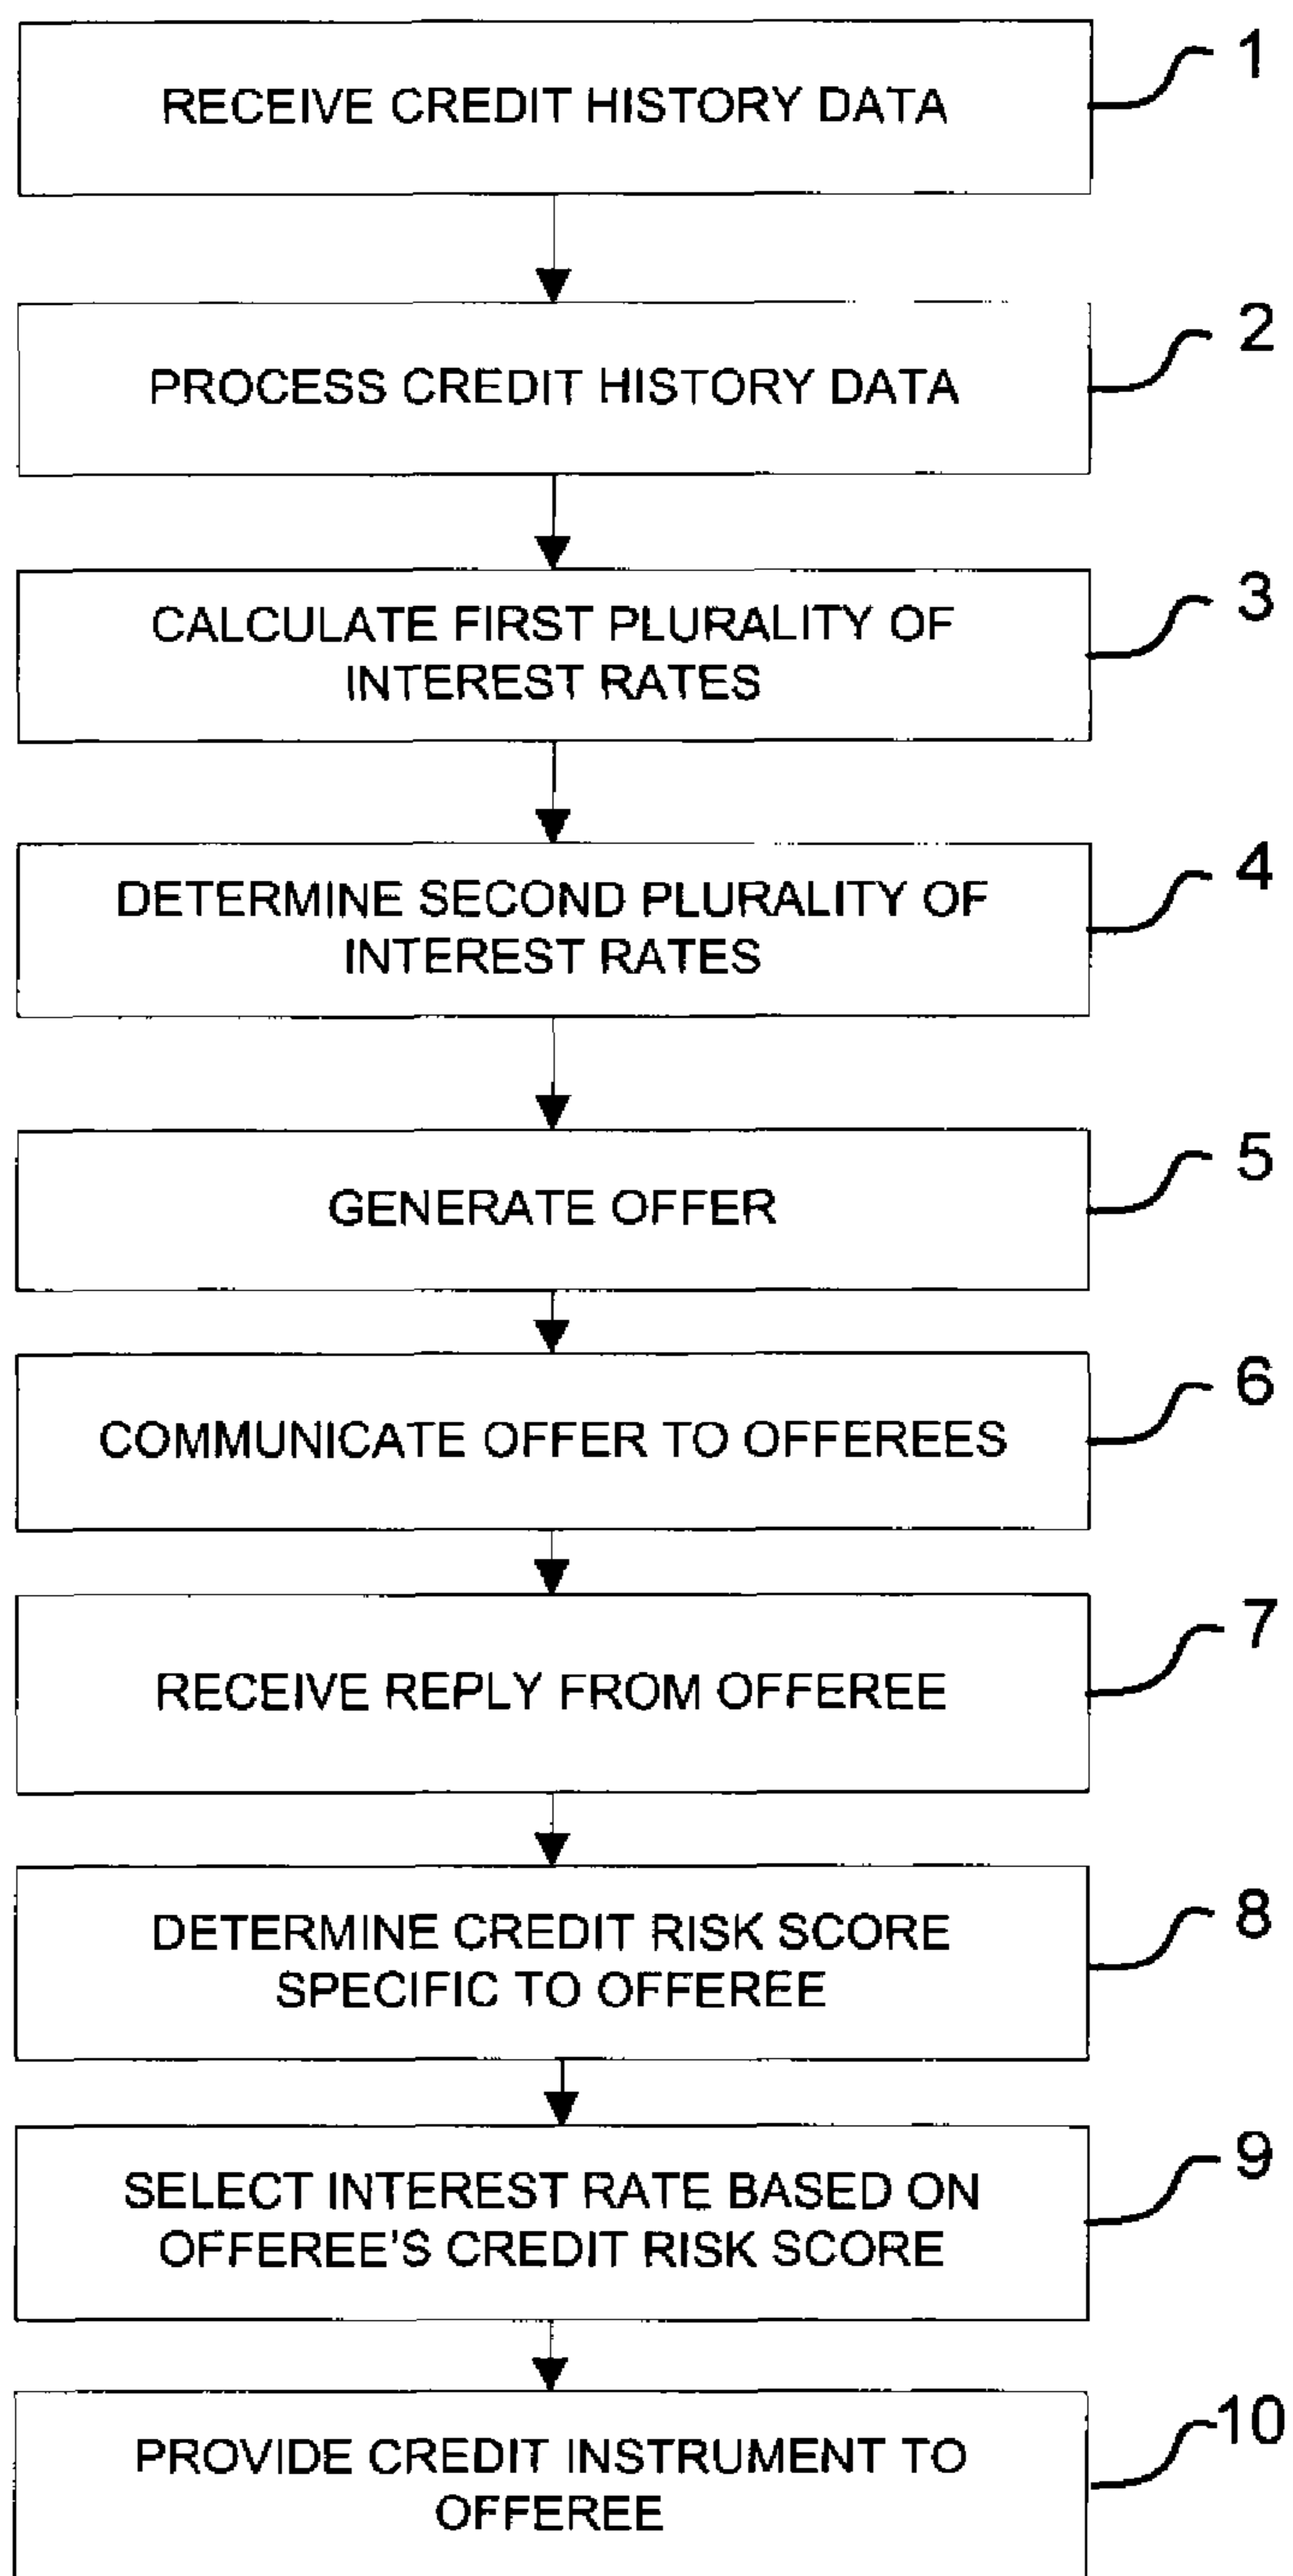 RECEIVE CREDIT HISTORY DATA
1
PROCESS CREDIT HISTORY DATA
2
CALCULATE FIRST PLURALITY OF
INTEREST RATES
3
DETERMINE SECOND PLURALITY OF
INTEREST RATES
4
GENERATE OFFER
5
COMMUNICATE OFFER TO OFFEREES
6
RECEIVE REPLY FROM OFFEREE
7
DETERMINE CREDIT RISK SCORE
SPECIFIC TO OFFEREE
8
SELECT INTEREST RATE BASED ON
OFFEREE'S CREDIT RISK SCORE
9
PROVIDE CREDIT INSTRUMENT TO
OFFEREE
10